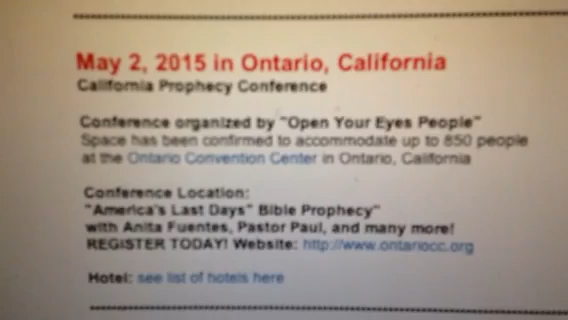 May 2, 2015 in Ontario, California
California Prophecy Conference
Conference organized by "Open Your Eyes People"
Space has been confirmed to accommodate up to 850 people
at the Ontario Convention Center in Ontario, California
Conference Location:
"America's Last Days" Bible Prophecy"
with Anita Fuentes, Pastor Paul, and many more!
REGISTER TODAY! Website: http://www.ontariocc.org
Hotel: see list of hotels here